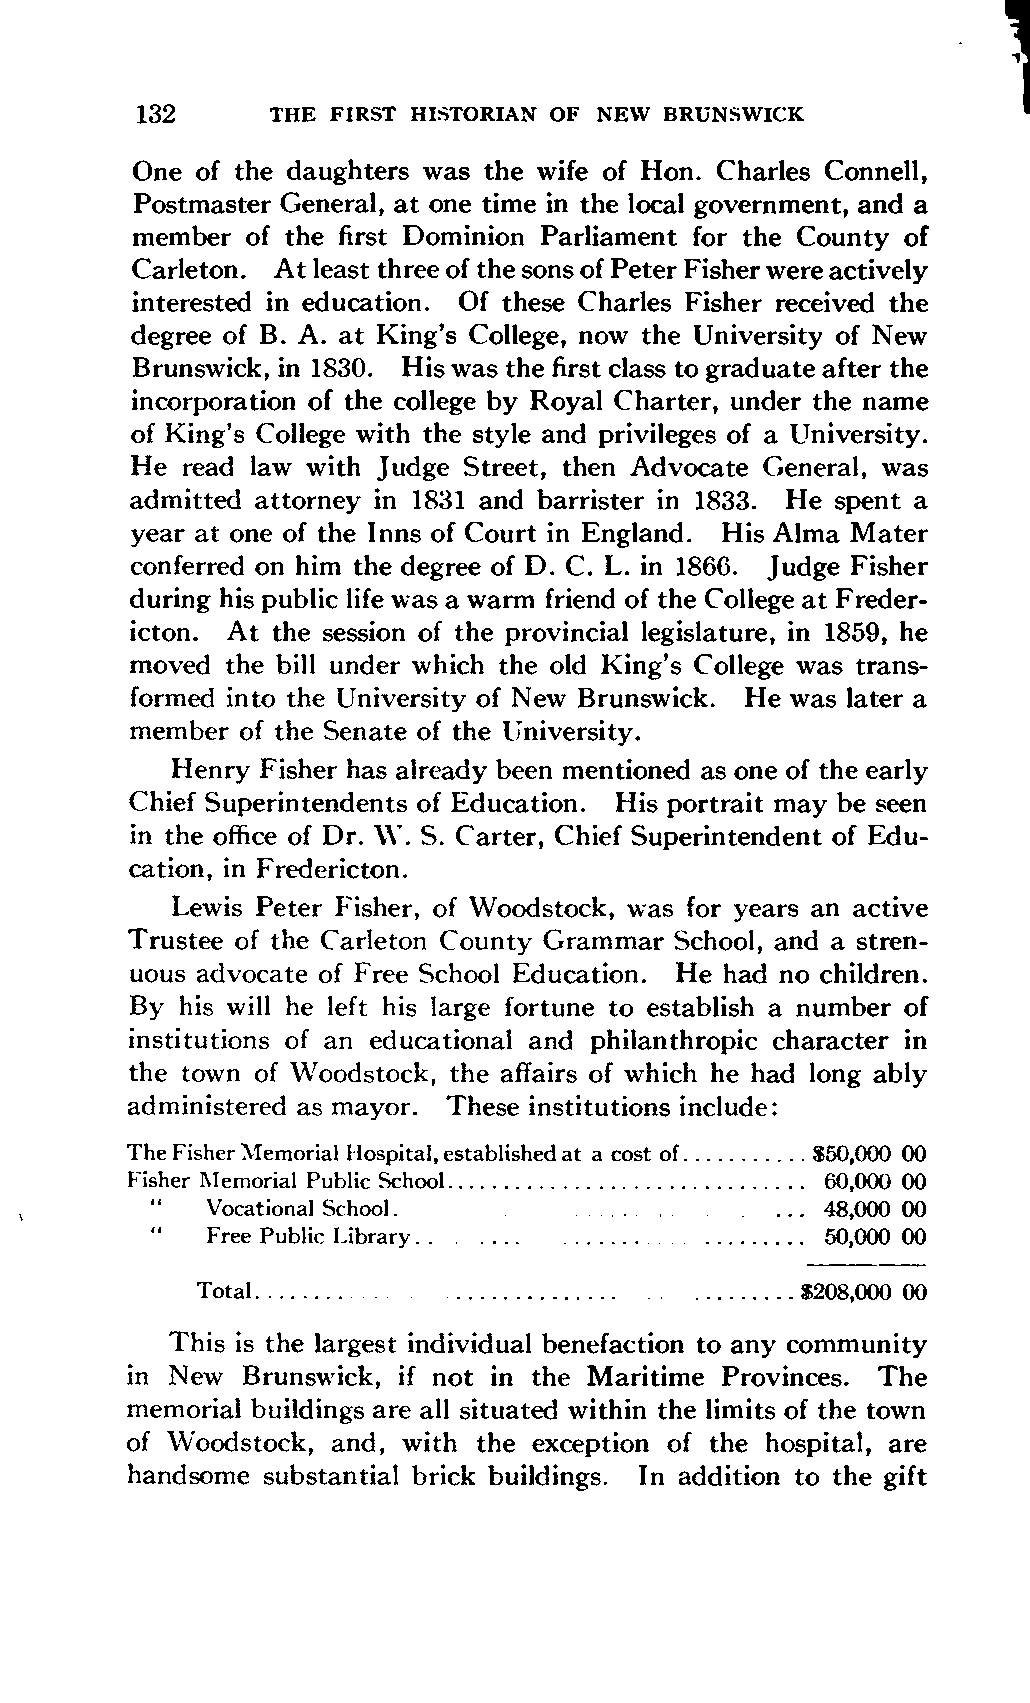 132 THE FIRST HISTORIAN OF NEW BRUNSWICK
One of the daughters was the wife of Hon. Charles Connell,
Postmaster General, at one time in the local government, and a
member of the first Dominion Parliament for the County of
Carleton. At least three of the sons of Peter Fisher were actively
interested in education. Of these Charles Fisher received the
degree of B. A. at King's College, now the University of New
Brunswick, in 1830. His was the first class to graduate after the
incorporation of the college by Royal Charter, under the name
of King's College with the style and privileges of a University.
He read law with Judge Street, then Advocate General, was
admitted attorney in 1831 and barrister in 1833. He spent a
year at one of the Inns of Court in England. His Alma Mater
conferred on him the degree of D. C. L. in 1866. Judge Fisher
during his public life was a warm friend of the College at Freder-
icton. At the session of the provincial legislature, in 1859, he
moved the bill under which the old King's College was trans-
formed into the University of New Brunswick. He was later a
member of the Senate of the University.
Henry Fisher has already been mentioned as one of the early
Chief Superintendents of Education. His portrait may be seen
in the office of Dr. W. S. Carter, Chief Superintendent of Edu-
cation, in Fredericton.
Lewis Peter Fisher, of Woodstock, was for years an active
Trustee of the Carleton County Grammar School, and a stren-
uous advocate of Free School Education. He had no children.
By his will he left his large fortune to establish a number of
institutions of an educational and philanthropic character in
the town of Woodstock, the affairs of which he had long ably
administered as mayor. These institutions include:
The Fisher Memorial Hospital, established at a cost of........... $50,000 00
Fisher Memorial Public School............................... 60,000 00
" Vocational School. ... 48,000 00
" Free Public Library.. .... ....... ......... 50,000 00
Total........ ............... ......... $208,000 00
This is the largest individual benefaction to any community
in New Brunswick, if not in the Maritime Provinces. The
memorial buildings are all situated within the limits of the town
of Woodstock, and, with the exception of the hospital, are
handsome substantial brick buildings. In addition to the gift